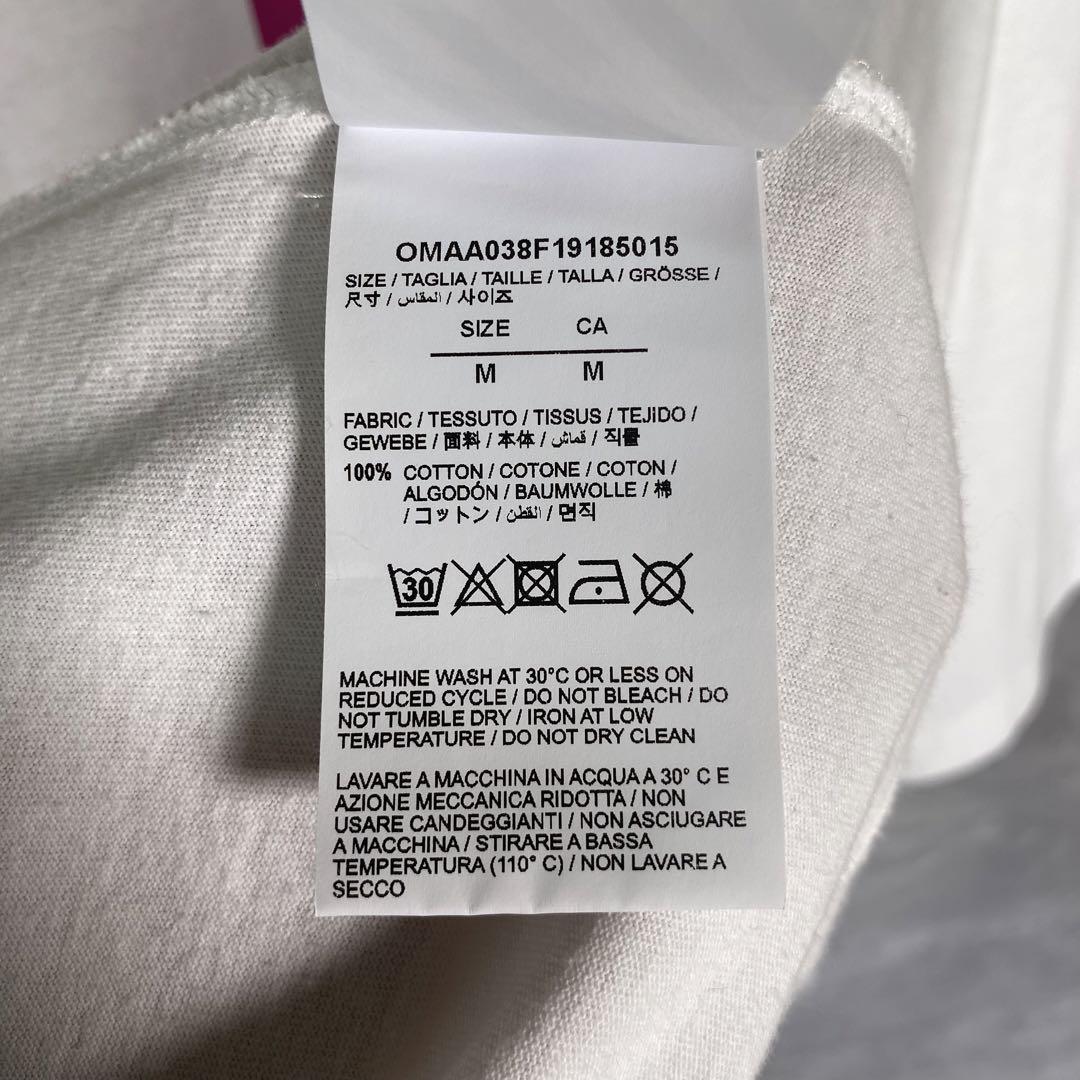 OMAA038F19185015
SIZE / TAGLIA / TAILLE / TALLA / GRÖSSE /
尺寸 / المقاس / 사이즈
SIZE CA
M M
FABRIC / TESSUTO / TISSUS / TEJiDO /
GEWEBE / 面料 / 本体 / قماش / 직물
100% COTTON / COTONE / COTON /
ALGODÓN / BAUMWOLLE / 棉
/ コットン / القطن / 면직
30
MACHINE WASH AT 30°C OR LESS ON
REDUCED CYCLE / DO NOT BLEACH / DO
NOT TUMBLE DRY / IRON AT LOW
TEMPERATURE / DO NOT DRY CLEAN
LAVARE A MACCHINA IN ACQUA A 30° C E
AZIONE MECCANICA RIDOTTA / NON
USARE CANDEGGIANTI / NON ASCIUGARE
A MACCHINA / STIRARE A BASSA
TEMPERATURA (110° C) / NON LAVARE A
SECCO